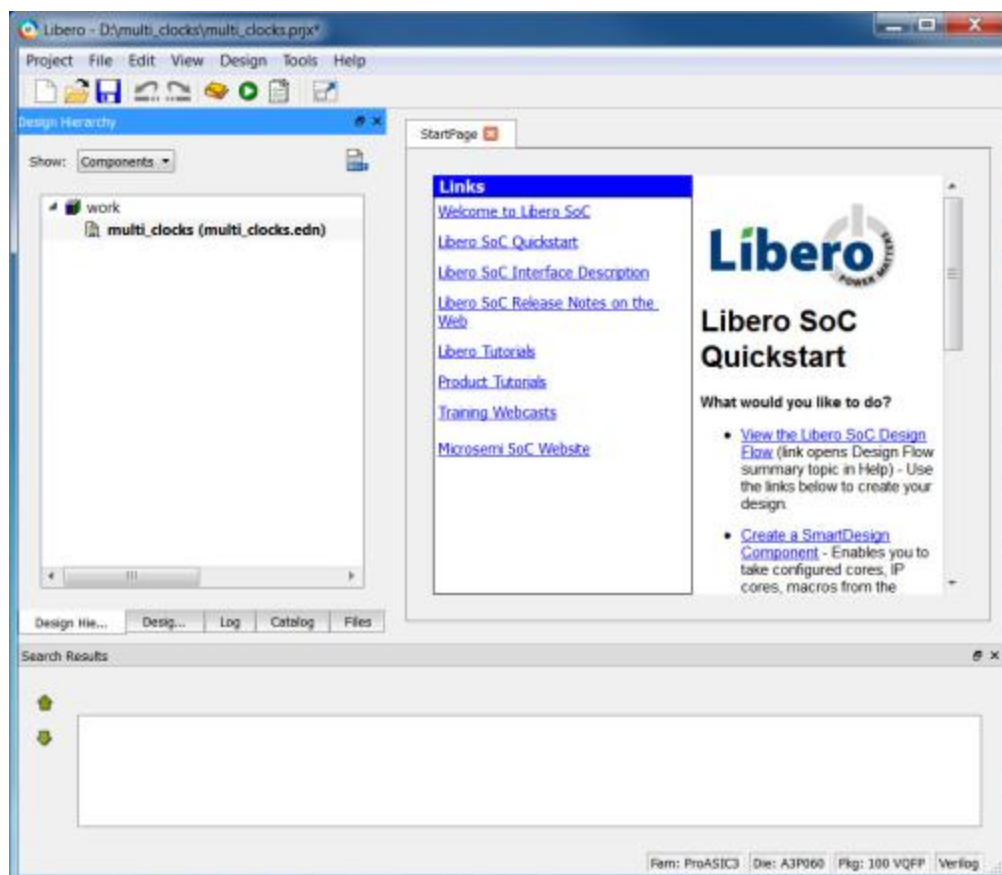 Libero - D:\multi_clocks\multi_clocks.prjx*
Project File Edit View Design Tools Help
Design Hierarchy
Show: Components
work
multi_clocks (multi_clocks.edn)
Design Hie... Desig... Log Catalog Files
StartPage
Links
Welcome to Libero SoC
Libero SoC Quickstart
Libero SoC Interface Description
Libero SoC Release Notes on the
Web
Libero Tutorials
Product Tutorials
Training Webcasts
Microsemi SoC Website
Libero
POWER MATTERS
Libero SoC
Quickstart
What would you like to do?
• View the Libero SoC Design
Flow (link opens Design Flow
summary topic in Help) - Use
the links below to create your
design.
• Create a SmartDesign
Component - Enables you to
take configured cores, IP
cores, macros from the
Search Results
Fam: ProASIC3 Die: A3P060 Pkg: 100 VQFP Verilog